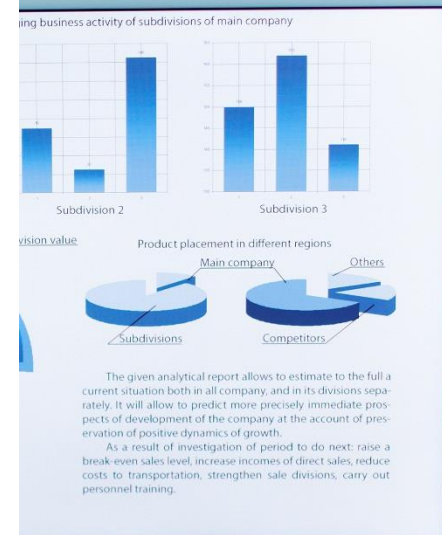 ing business activity of subdivisions of main company
Subdivision 2
Subdivision 3
vision value
Product placement in different regions
Main company
Others
Subdivisions
Competitors
The given analytical report allows to estimate to the full a
current situation both in all company, and in its divisions sepa-
rately. It will allow to predict more precisely immediate pros-
pects of development of the company at the account of pres-
ervation of positive dynamics of growth.
As a result of investigation of period to do next: raise a
break-even sales level, increase incomes of direct sales, reduce
costs to transportation, strengthen sale divisions, carry out
personnel training.